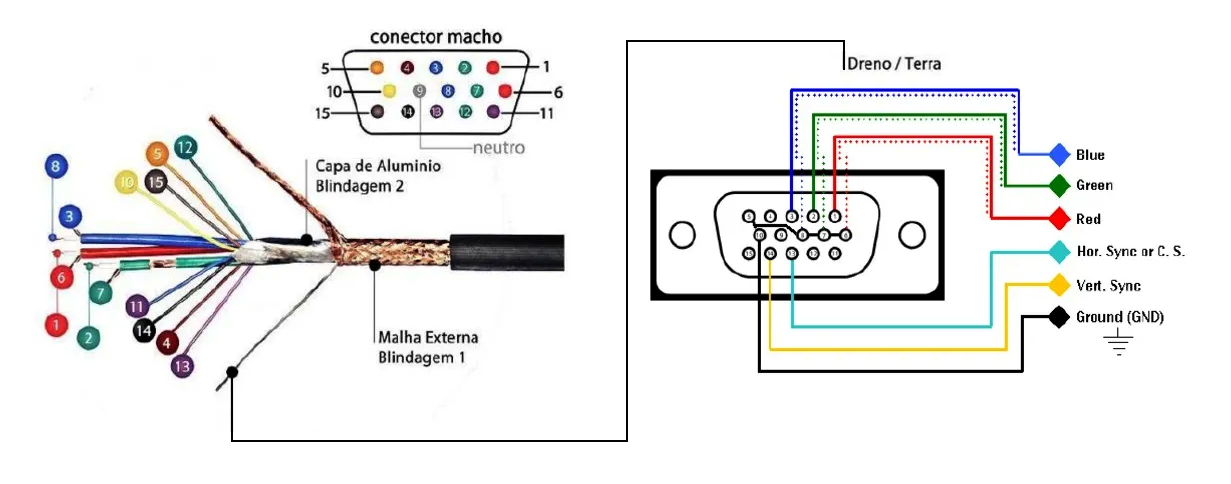 conector macho
5 4 3 2 1
10 9 8 7 6
15 14 13 12 11
neutro
Capa de Aluminio
Blindagem 2
12
5
15
10
8
3
6
7
1
2
11
14
4
13
Malha Externa
Blindagem 1
Dreno / Terra
5 4 3 2 1
10 8 7 6
15 14 13 12 11
Blue
Green
Red
Hor. Sync or C. S.
Vert. Sync
Ground (GND)